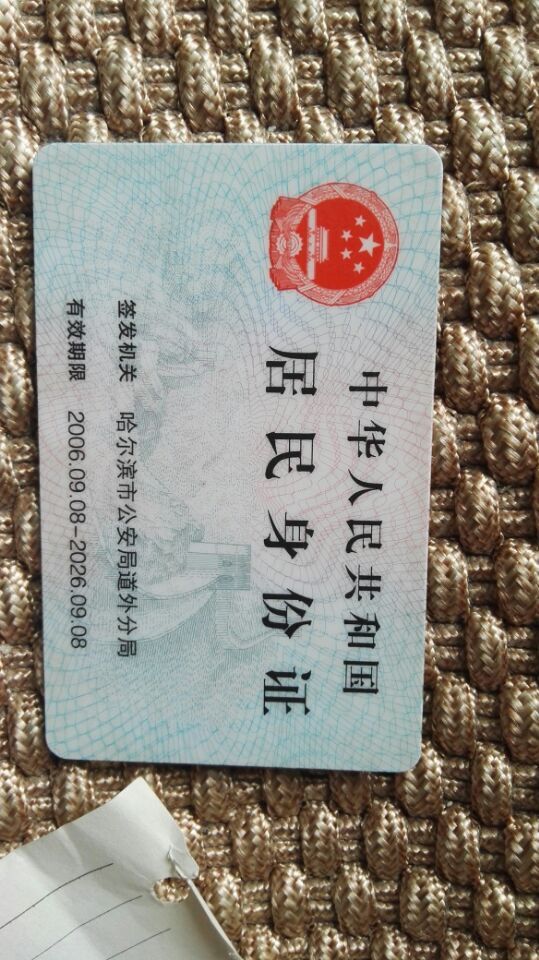 中华人民共和国
居民身份证
签发机关 哈尔滨市公安局道外分局
有效期限 2006.09.08-2026.09.08